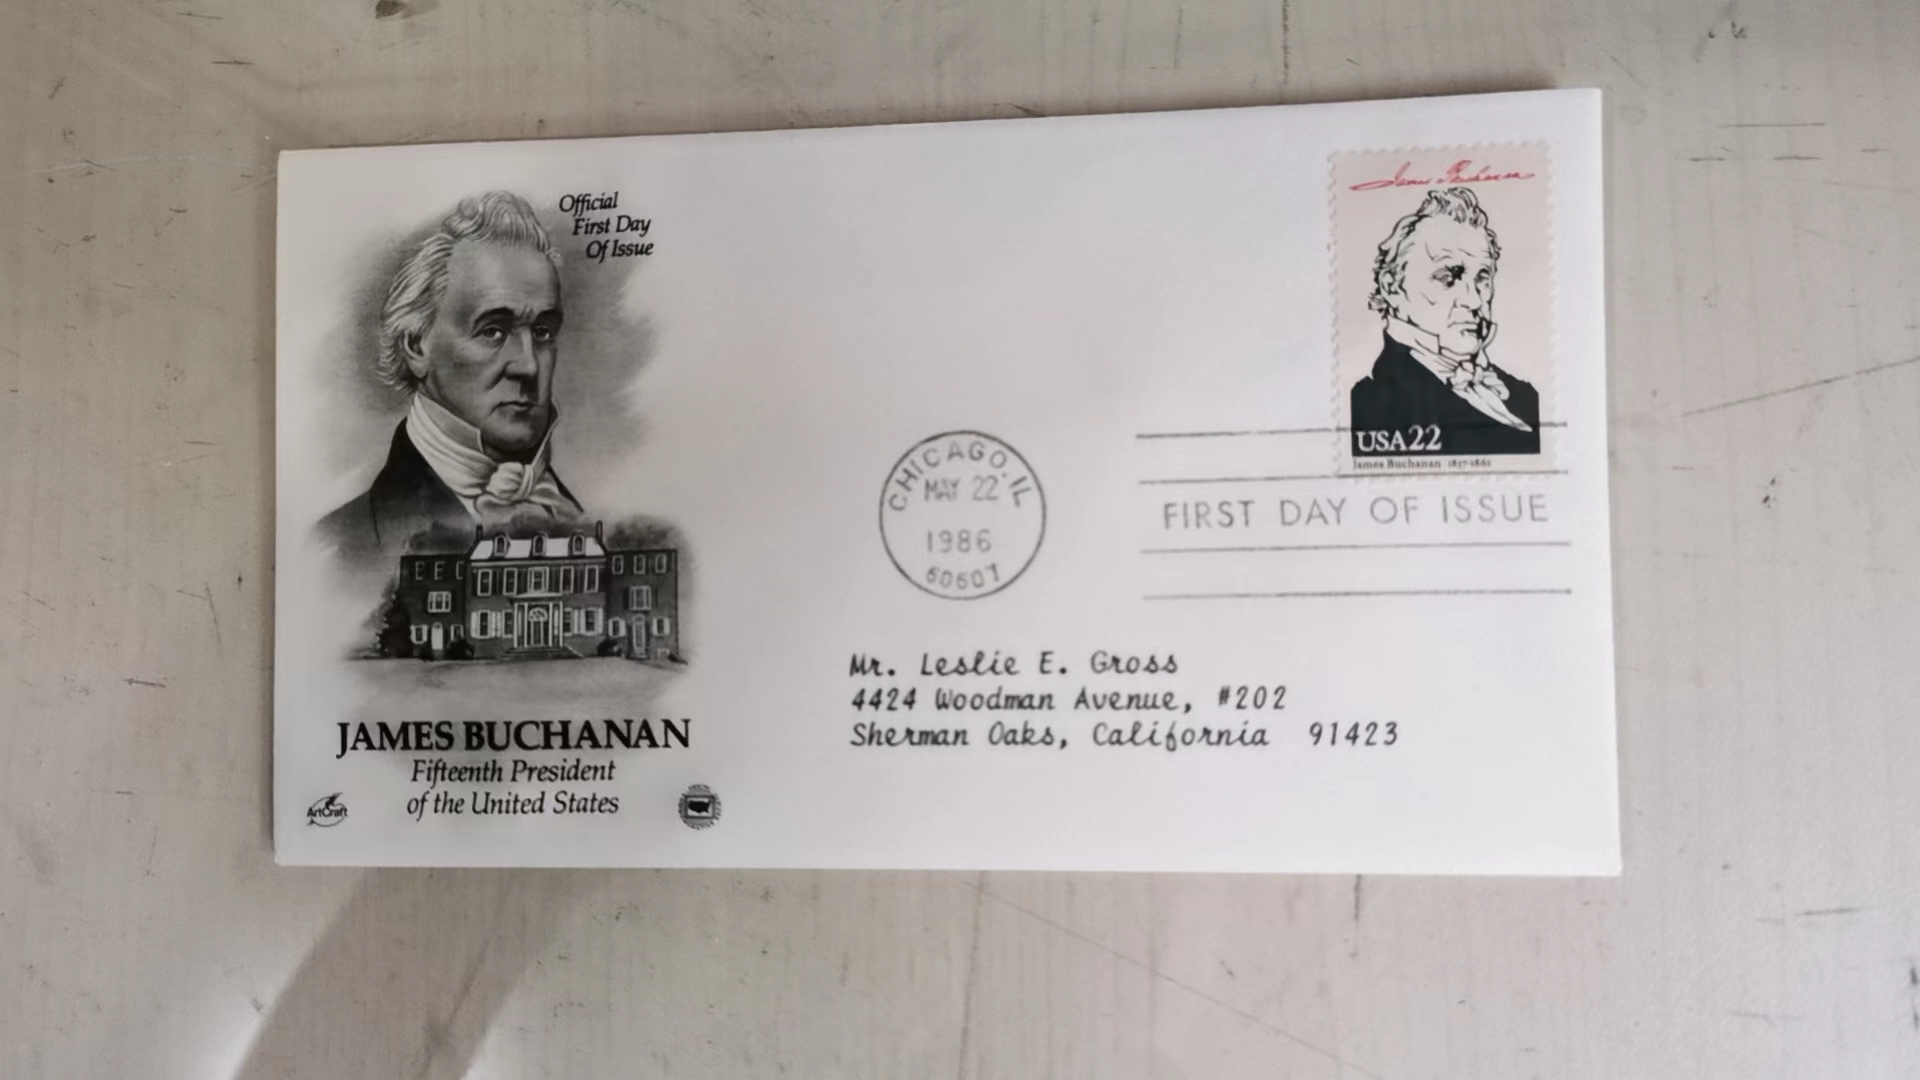 Official
First Day
Of Issue
JAMES BUCHANAN
Fifteenth President
of the United States
ArtCraft
James Buchanan
USA22
James Buchanan 1857-1861
CHICAGO, IL
MAY 22
1986
60607
FIRST DAY OF ISSUE
Mr. Leslie E. Gross
4424 Woodman Avenue, #202
Sherman Oaks, California 91423